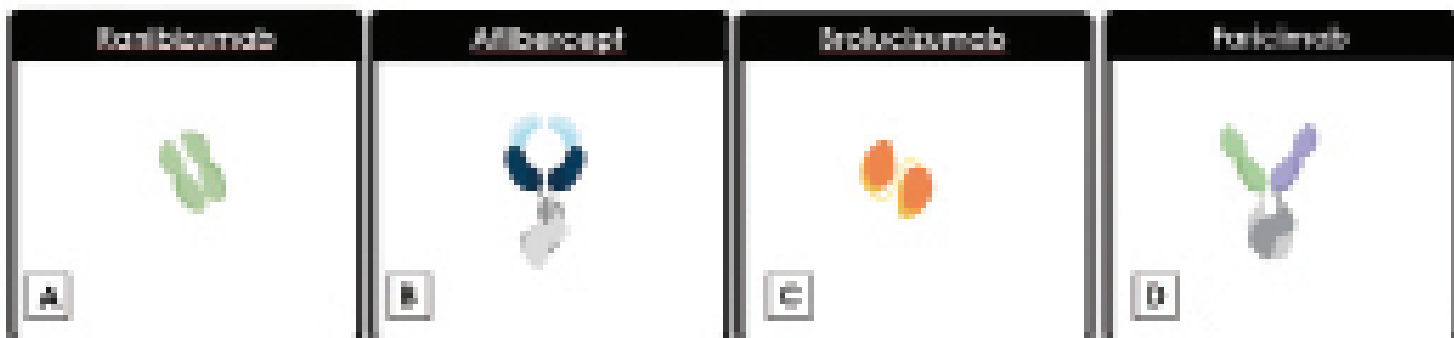 Ranibizumab
Aflibercept
Brolucizumab
Faricimab
A
B
C
D